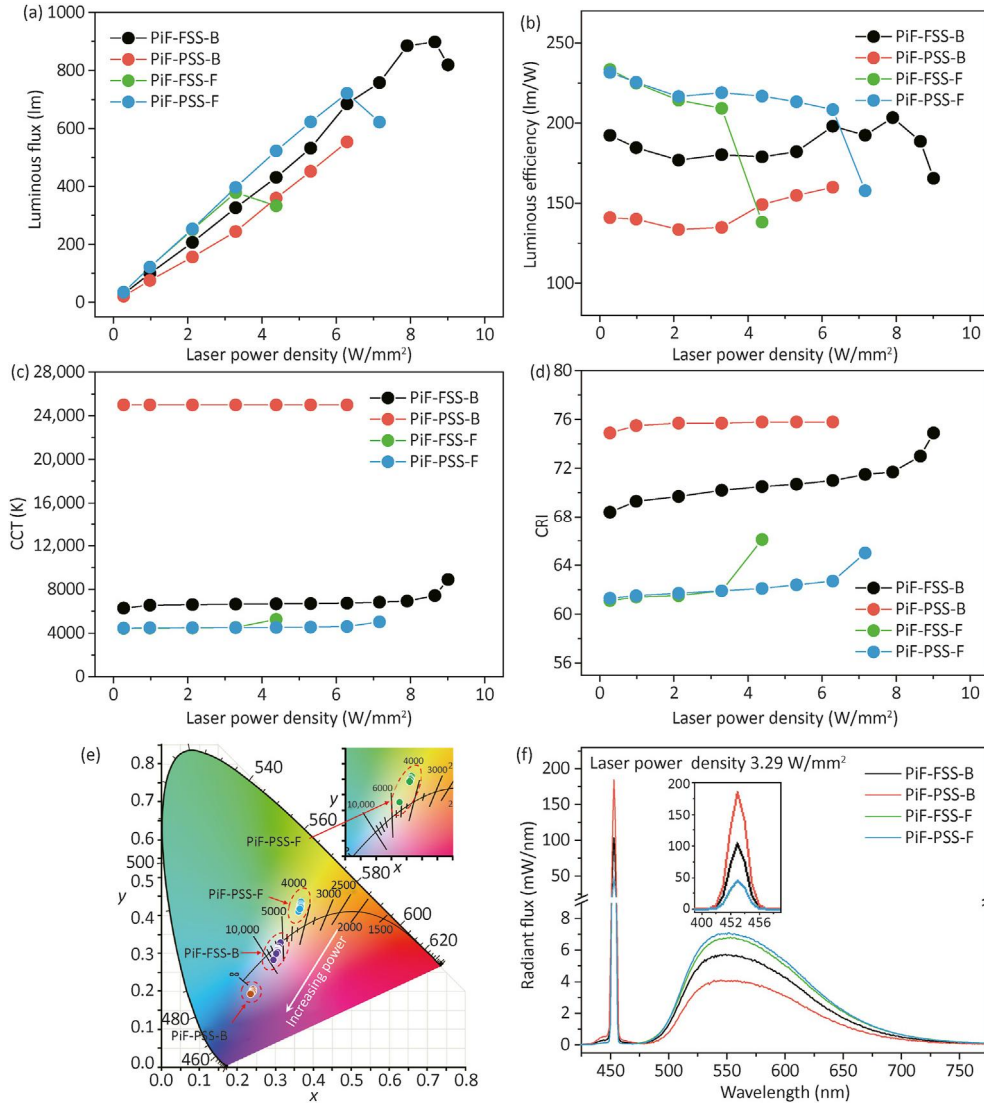 (a)
1000
800
600
400
200
0
Luminous flux (lm)
PiF-FSS-B
PiF-PSS-B
PiF-FSS-F
PiF-PSS-F
0 2 4 6 8 10
Laser power density (W/mm²)
(b)
250
200
150
100
Luminous efficiency (lm/W)
PiF-FSS-B
PiF-PSS-B
PiF-FSS-F
PiF-PSS-F
0 2 4 6 8 10
Laser power density (W/mm²)
(c)
28,000
24,000
20,000
16,000
12,000
8000
4000
0
CCT (K)
PiF-FSS-B
PiF-PSS-B
PiF-FSS-F
PiF-PSS-F
0 2 4 6 8 10
Laser power density (W/mm²)
(d)
80
76
72
68
64
60
56
CRI
PiF-FSS-B
PiF-PSS-B
PiF-FSS-F
PiF-PSS-F
0 2 4 6 8 10
Laser power density (W/mm²)
(e)
0.8
0.7
0.6
0.5
0.4
0.3
0.2
0.1
0.0
y
540
560
580
600
620
500
480
460
PiF-PSS-F
PiF-PSS-F
PiF-FSS-B
PiF-PSS-B
4000
3000
2500
5000
10,000
2000
1500
∞
Increasing power
4000
6000
3000
2
10,000
2
y
x
0.0 0.1 0.2 0.3 0.4 0.5 0.6 0.7 0.8
x
(f)
Laser power density 3.29 W/mm²
200
150
100
50
8
6
4
2
0
Radiant flux (mW/nm)
PiF-FSS-B
PiF-PSS-B
PiF-FSS-F
PiF-PSS-F
200
150
100
50
0
400 452 456
450 500 550 600 650 700 750
Wavelength (nm)